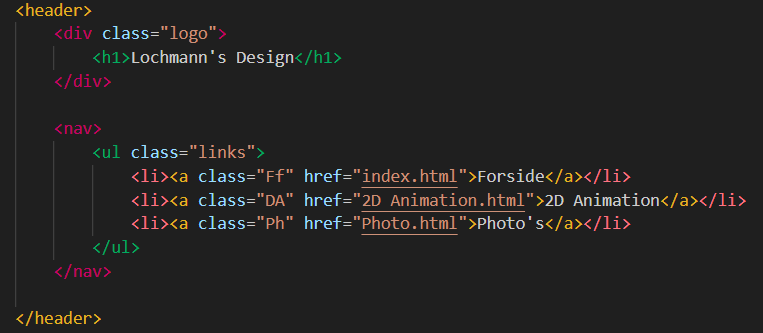 <header>
<div class="logo">
<h1>Lochmann's Design</h1>
</div>
<nav>
<ul class="links">
<li><a class="Ff" href="index.html">Forside</a></li>
<li><a class="DA" href="2D Animation.html">2D Animation</a></li>
<li><a class="Ph" href="Photo.html">Photo's</a></li>
</ul>
</nav>
</header>